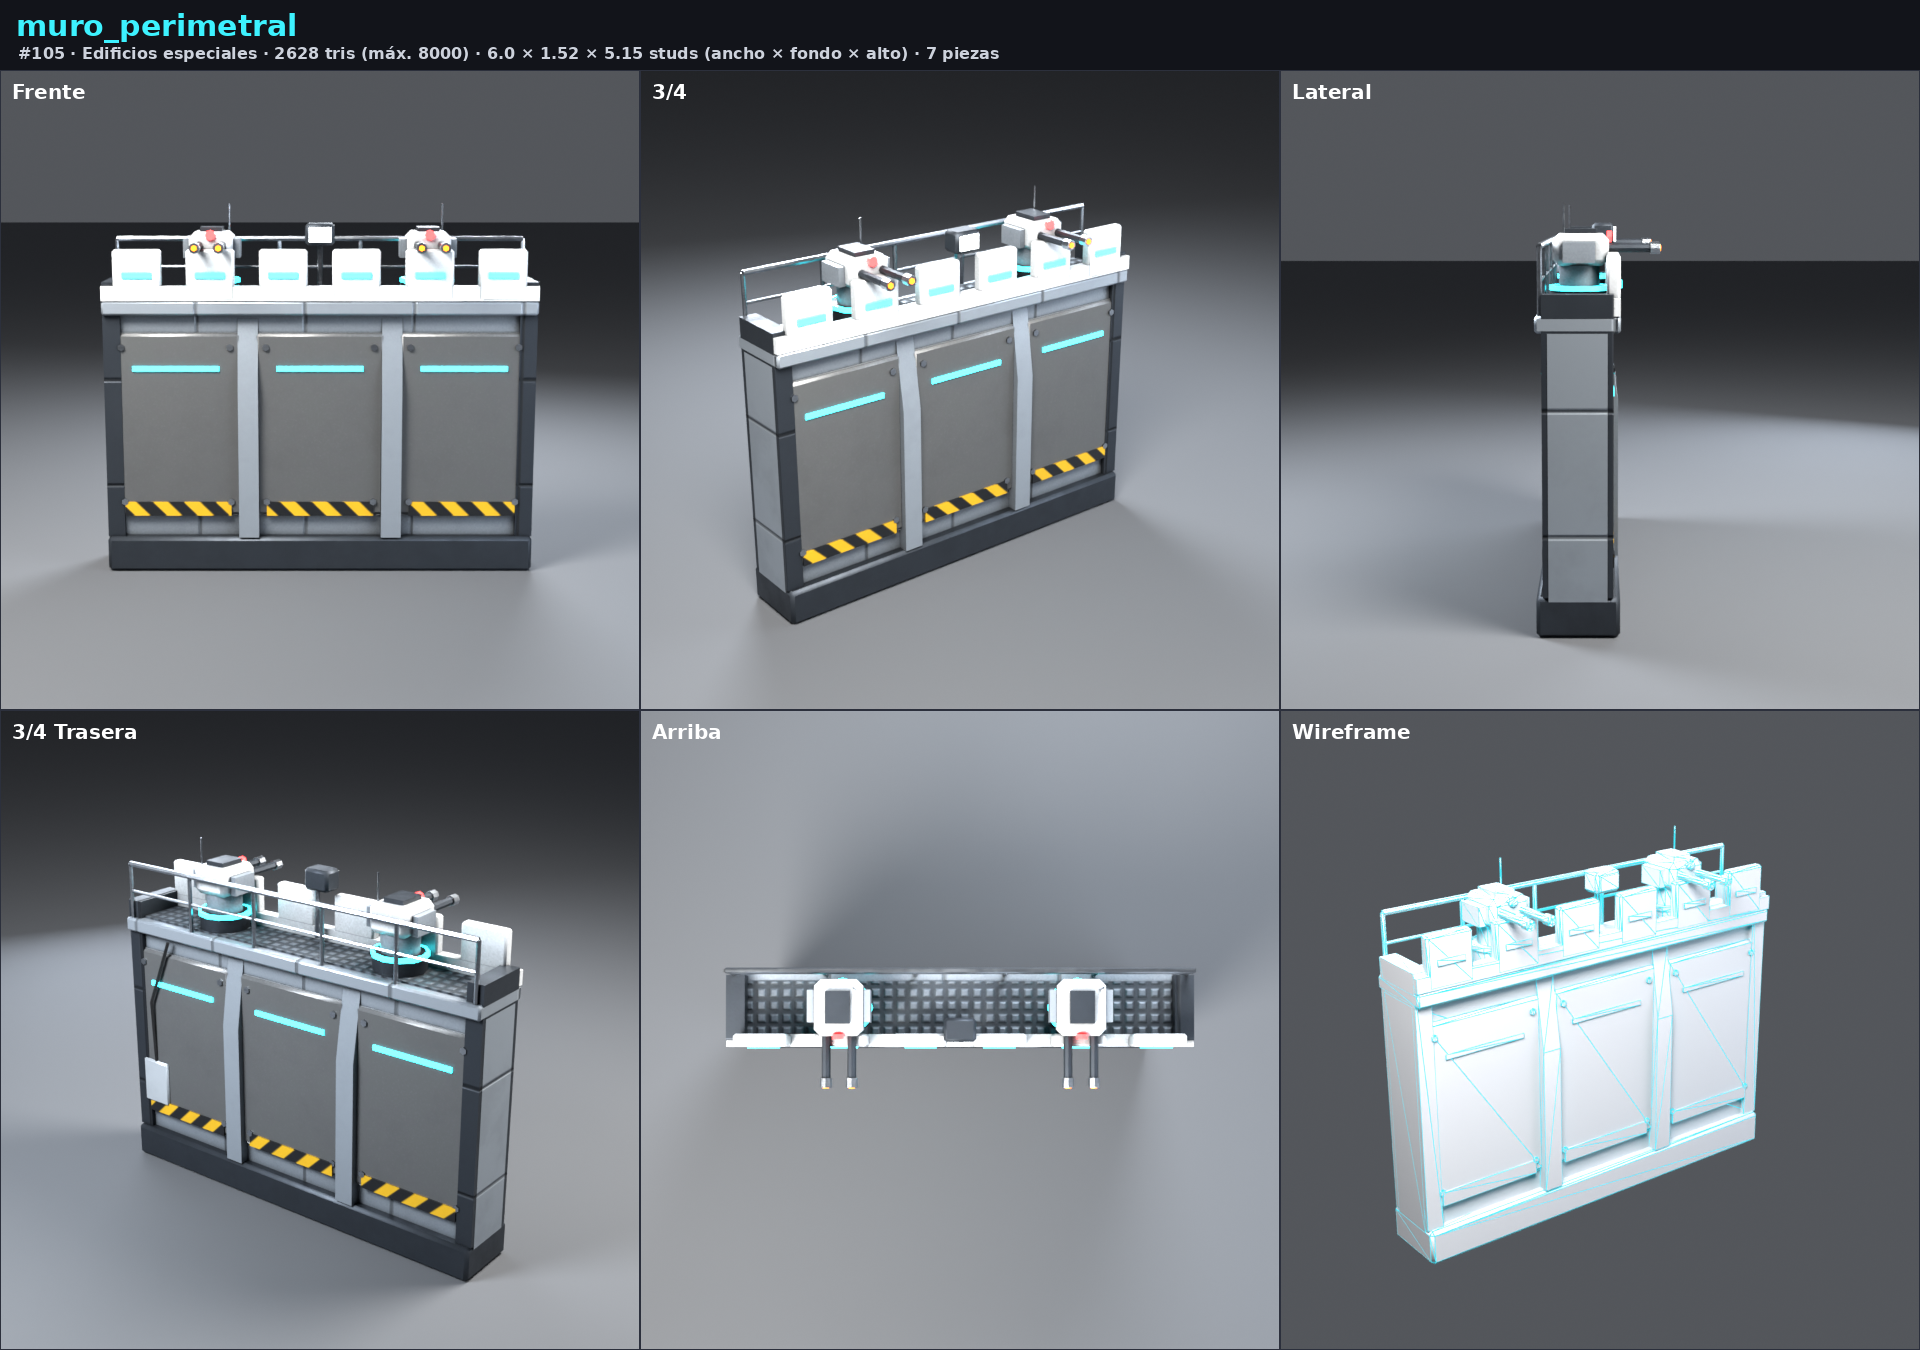 muro_perimetral
#105 · Edificios especiales · 2628 tris (máx. 8000) · 6.0 × 1.52 × 5.15 studs (ancho × fondo × alto) · 7 piezas
Frente
3/4
Lateral
3/4 Trasera
Arriba
Wireframe